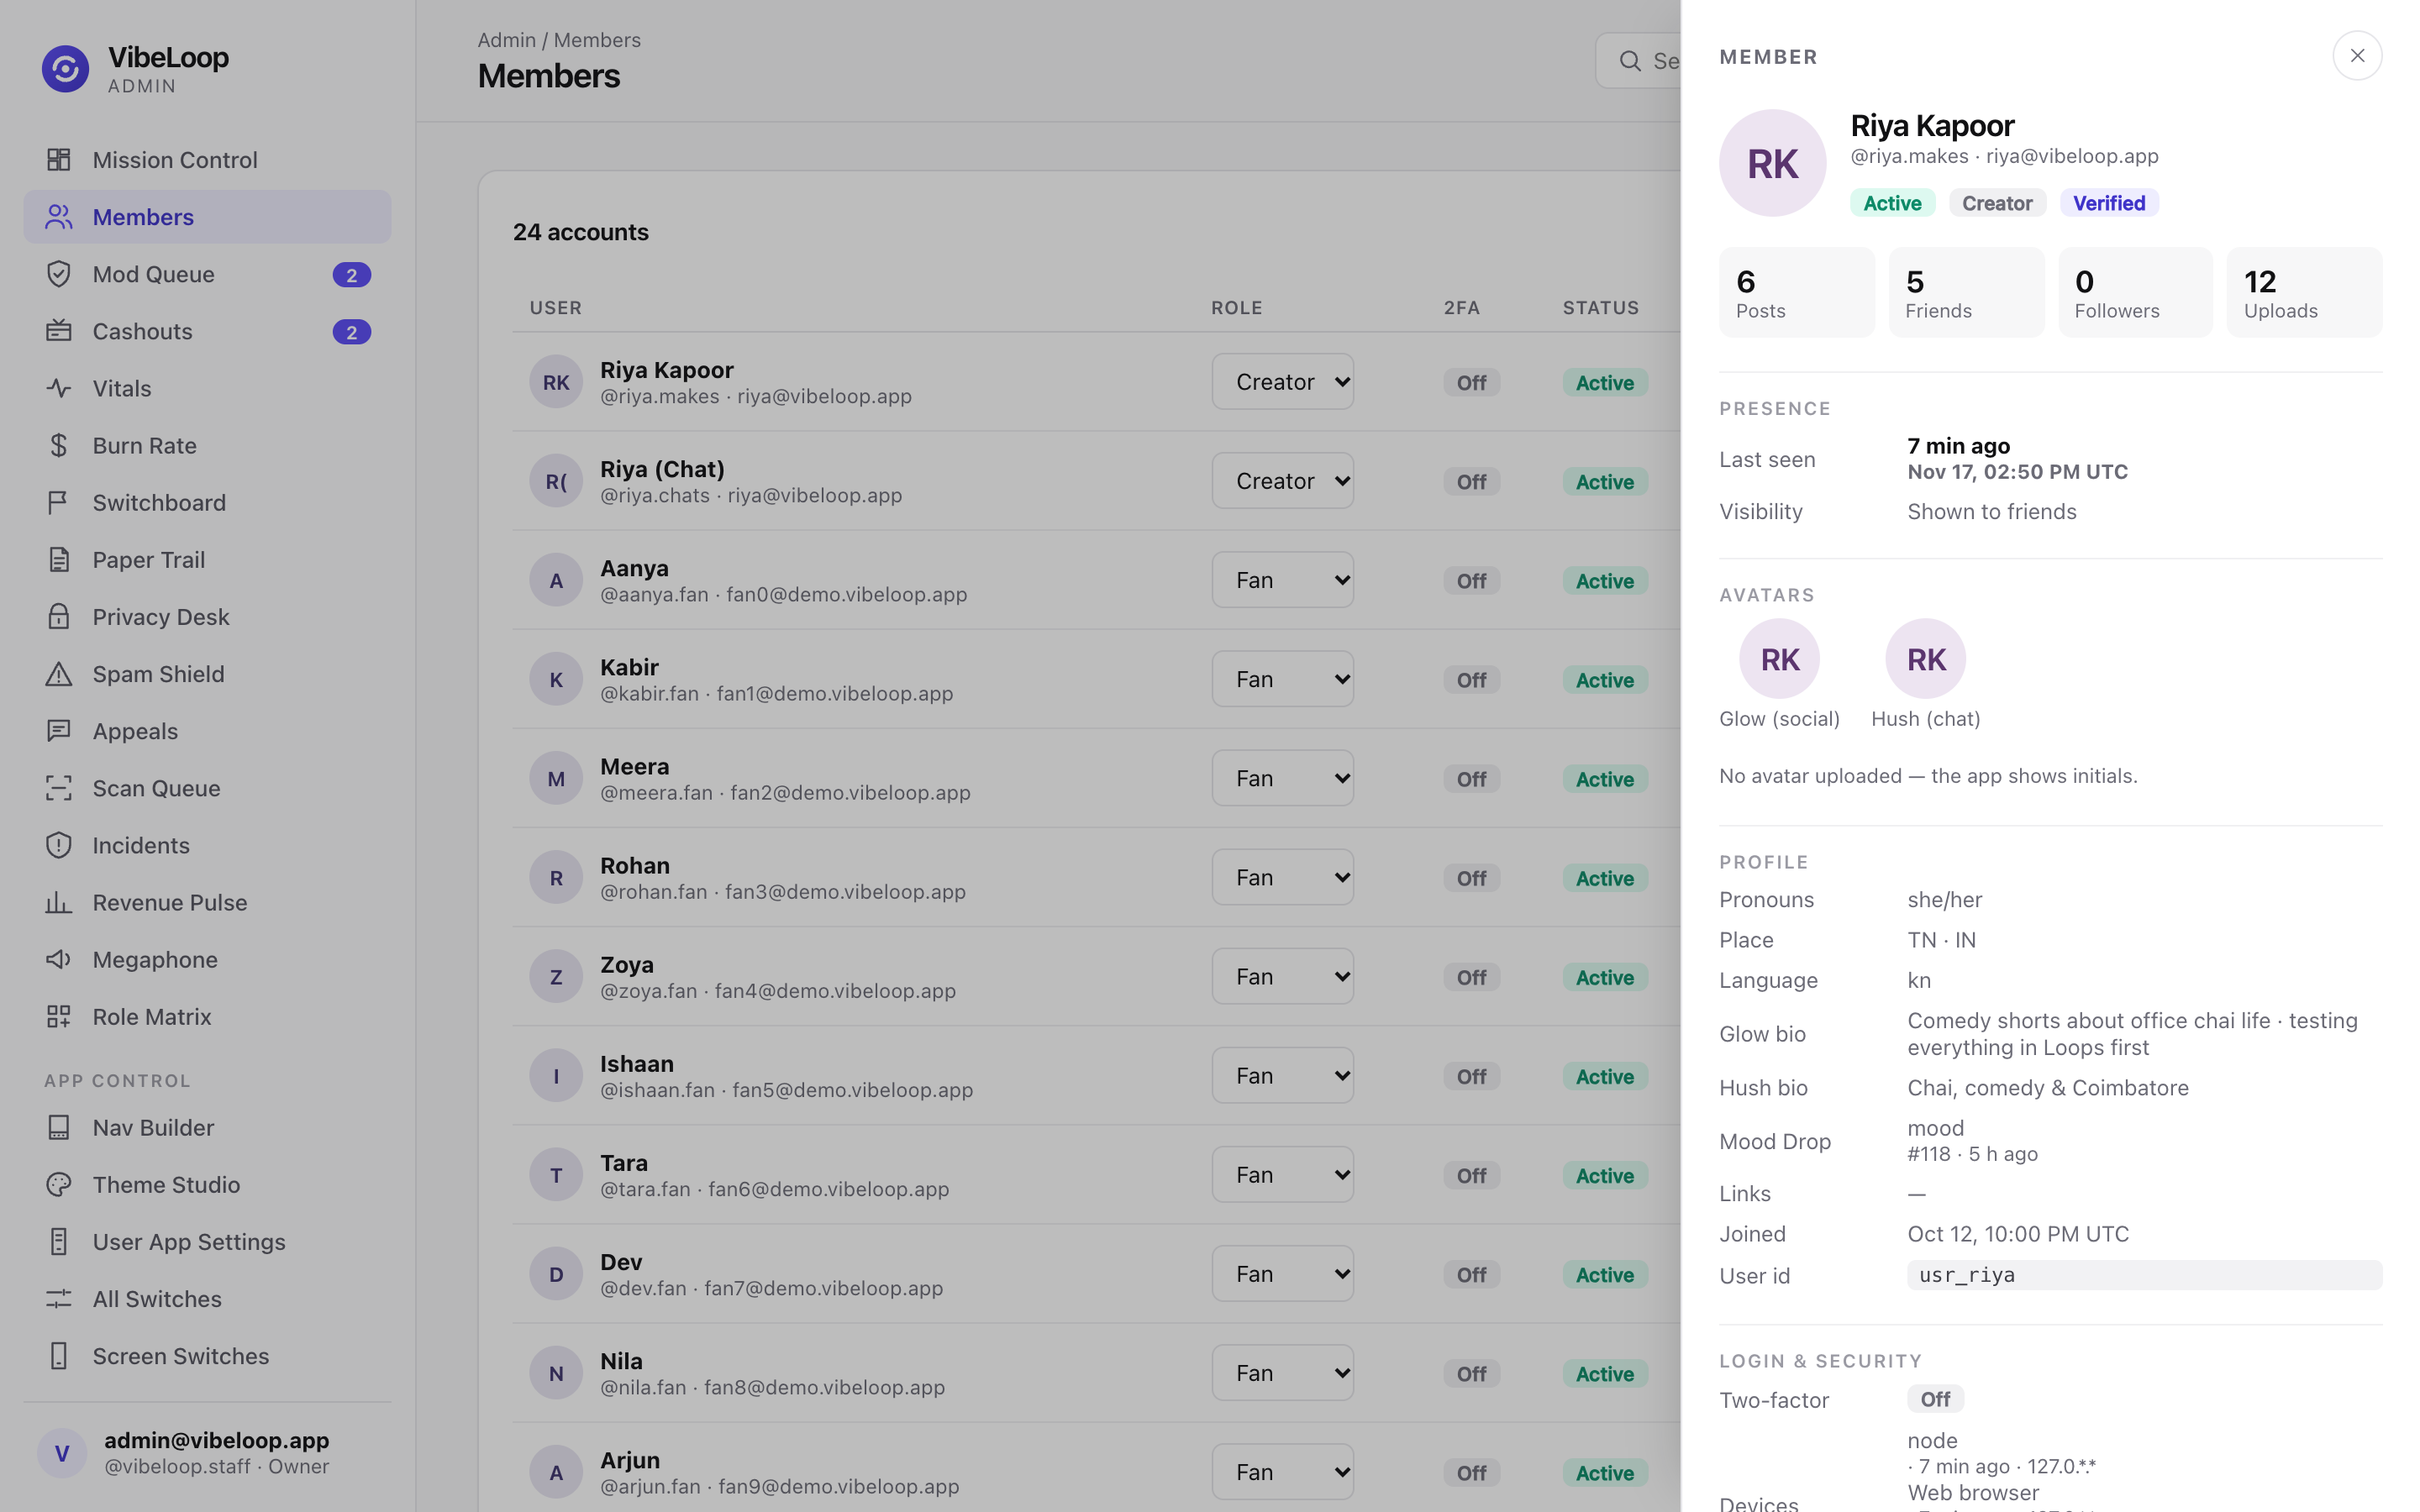 VibeLoop
ADMIN
Mission Control
Members
Mod Queue 2
Cashouts 2
Vitals
Burn Rate
Switchboard
Paper Trail
Privacy Desk
Spam Shield
Appeals
Scan Queue
Incidents
Revenue Pulse
Megaphone
Role Matrix
APP CONTROL
Nav Builder
Theme Studio
User App Settings
All Switches
Screen Switches
V
admin@vibeloop.app
@vibeloop.staff · Owner
Admin / Members
Members
24 accounts
USER ROLE 2FA STATUS
RK Riya Kapoor Creator Off Active
@riya.makes · riya@vibeloop.app
R( Riya (Chat) Creator Off Active
@riya.chats · riya@vibeloop.app
A Aanya Fan Off Active
@aanya.fan · fan0@demo.vibeloop.app
K Kabir Fan Off Active
@kabir.fan · fan1@demo.vibeloop.app
M Meera Fan Off Active
@meera.fan · fan2@demo.vibeloop.app
R Rohan Fan Off Active
@rohan.fan · fan3@demo.vibeloop.app
Z Zoya Fan Off Active
@zoya.fan · fan4@demo.vibeloop.app
I Ishaan Fan Off Active
@ishaan.fan · fan5@demo.vibeloop.app
T Tara Fan Off Active
@tara.fan · fan6@demo.vibeloop.app
D Dev Fan Off Active
@dev.fan · fan7@demo.vibeloop.app
N Nila Fan Off Active
@nila.fan · fan8@demo.vibeloop.app
A Arjun Fan Off Active
@arjun.fan · fan9@demo.vibeloop.app
MEMBER
RK
Riya Kapoor
@riya.makes · riya@vibeloop.app
Active Creator Verified
6 5 0 12
Posts Friends Followers Uploads
PRESENCE
Last seen 7 min ago
Nov 17, 02:50 PM UTC
Visibility Shown to friends
AVATARS
RK RK
Glow (social) Hush (chat)
No avatar uploaded — the app shows initials.
PROFILE
Pronouns she/her
Place TN · IN
Language kn
Glow bio Comedy shorts about office chai life · testing
everything in Loops first
Hush bio Chai, comedy & Coimbatore
Mood Drop mood
#118 · 5 h ago
Links —
Joined Oct 12, 10:00 PM UTC
User id usr_riya
LOGIN & SECURITY
Two-factor Off
node
· 7 min ago · 127.0.*.*
Web browser
Devices